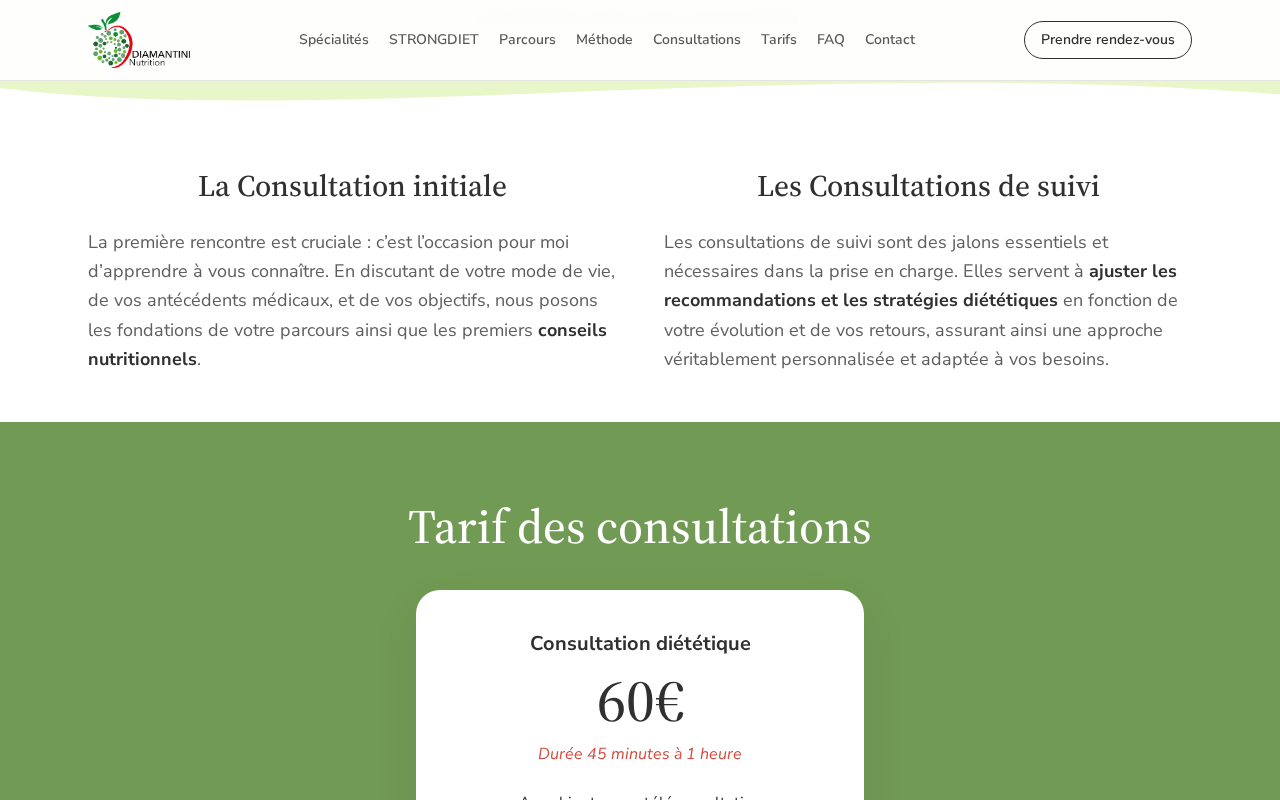 DIAMANTINI
Nutrition
Spécialités STRONGDIET Parcours Méthode Consultations Tarifs FAQ Contact
Prendre rendez-vous
La Consultation initiale
La première rencontre est cruciale : c’est l’occasion pour moi
d’apprendre à vous connaître. En discutant de votre mode de vie,
de vos antécédents médicaux, et de vos objectifs, nous posons
les fondations de votre parcours ainsi que les premiers conseils
nutritionnels.
Les Consultations de suivi
Les consultations de suivi sont des jalons essentiels et
nécessaires dans la prise en charge. Elles servent à ajuster les
recommandations et les stratégies diététiques en fonction de
votre évolution et de vos retours, assurant ainsi une approche
véritablement personnalisée et adaptée à vos besoins.
Tarif des consultations
Consultation diététique
60€
Durée 45 minutes à 1 heure